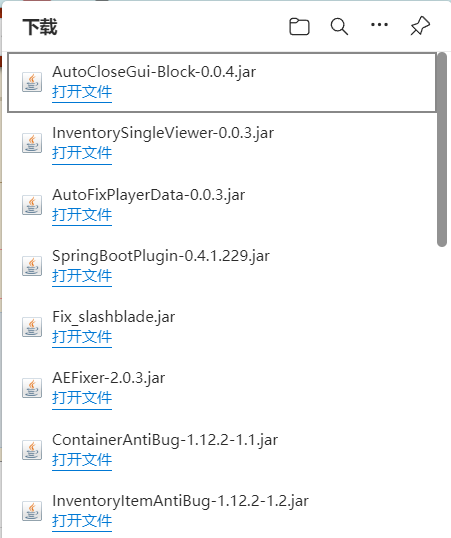 下载
AutoCloseGui-Block-0.0.4.jar
打开文件
InventorySingleViewer-0.0.3.jar
打开文件
AutoFixPlayerData-0.0.3.jar
打开文件
SpringBootPlugin-0.4.1.229.jar
打开文件
Fix_slashblade.jar
打开文件
AEFixer-2.0.3.jar
打开文件
ContainerAntiBug-1.12.2-1.1.jar
打开文件
InventoryItemAntiBug-1.12.2-1.2.jar
打开文件